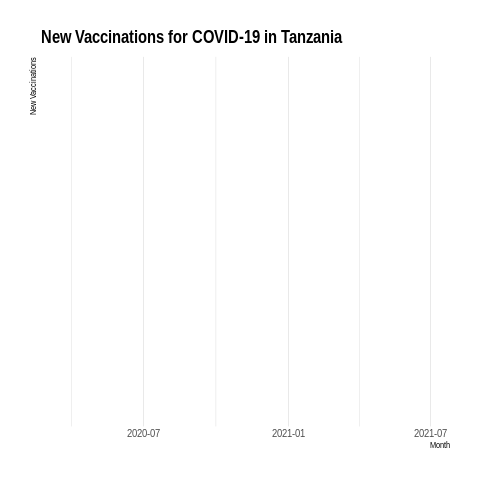 New Vaccinations for COVID-19 in Tanzania
New Vaccinations
2020-07
2021-01
2021-07
Month